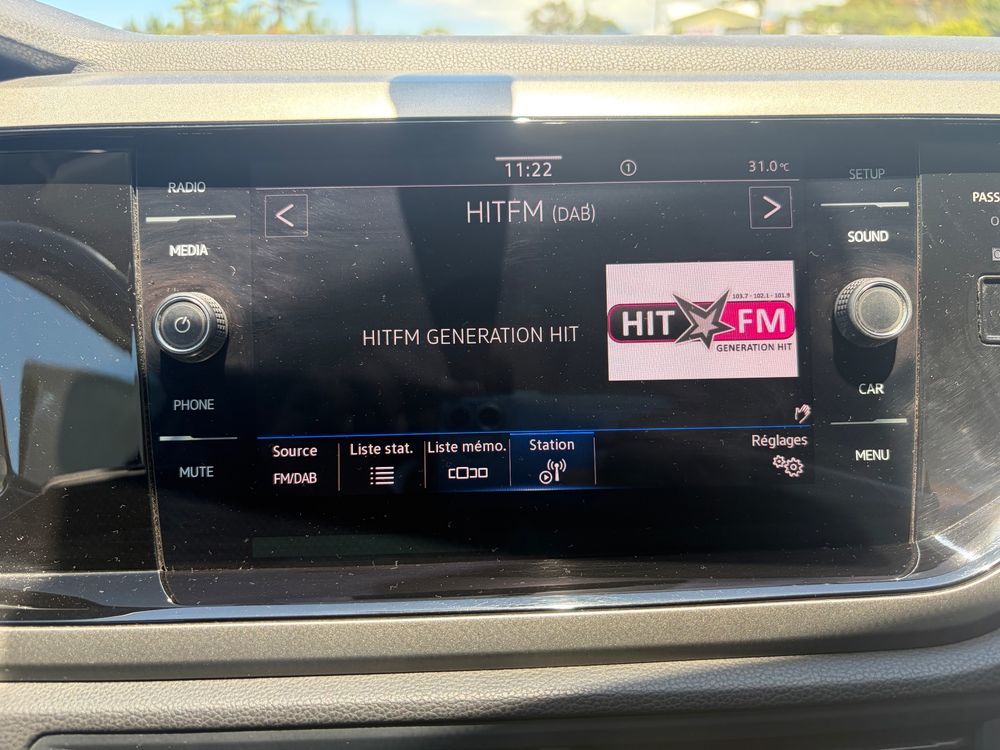 RADIO
MEDIA
PHONE
MUTE
11:22
1
31.0°C
HITFM (DAB)
HITFM GENERATION HIT
103.7 - 102.1 - 101.9
HIT FM
GENERATION HIT
Source
FM/DAB
Liste stat.
Liste mémo.
Station
Réglages
SETUP
SOUND
CAR
MENU
PASS
O